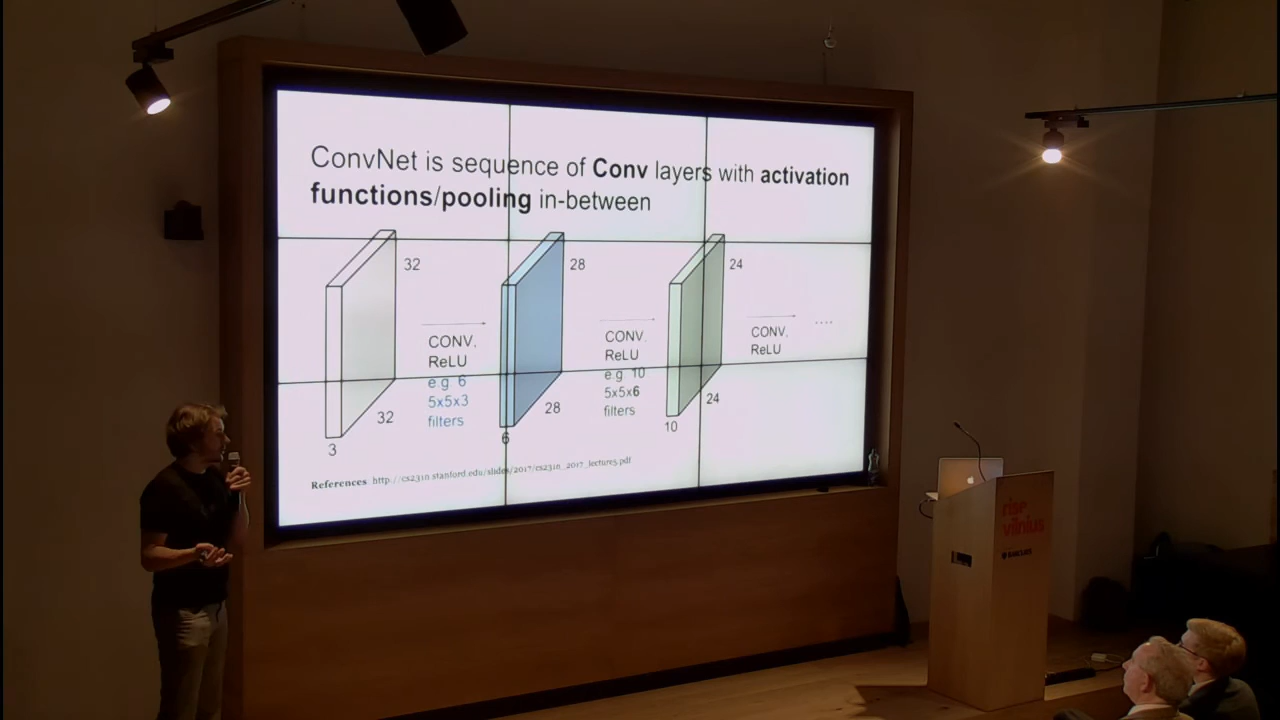 ConvNet is sequence of Conv layers with activation
functions/pooling in-between
32
28
24
CONV,
ReLU
e.g. 6
5x5x3
filters
CONV,
ReLU
e.g. 10
5x5x6
filters
CONV,
ReLU
....
32
28
24
3
6
10
References http://cs231n.stanford.edu/slides/2017/cs231n_2017_lecture5.pdf
rise
vilnius
BARCLAYS